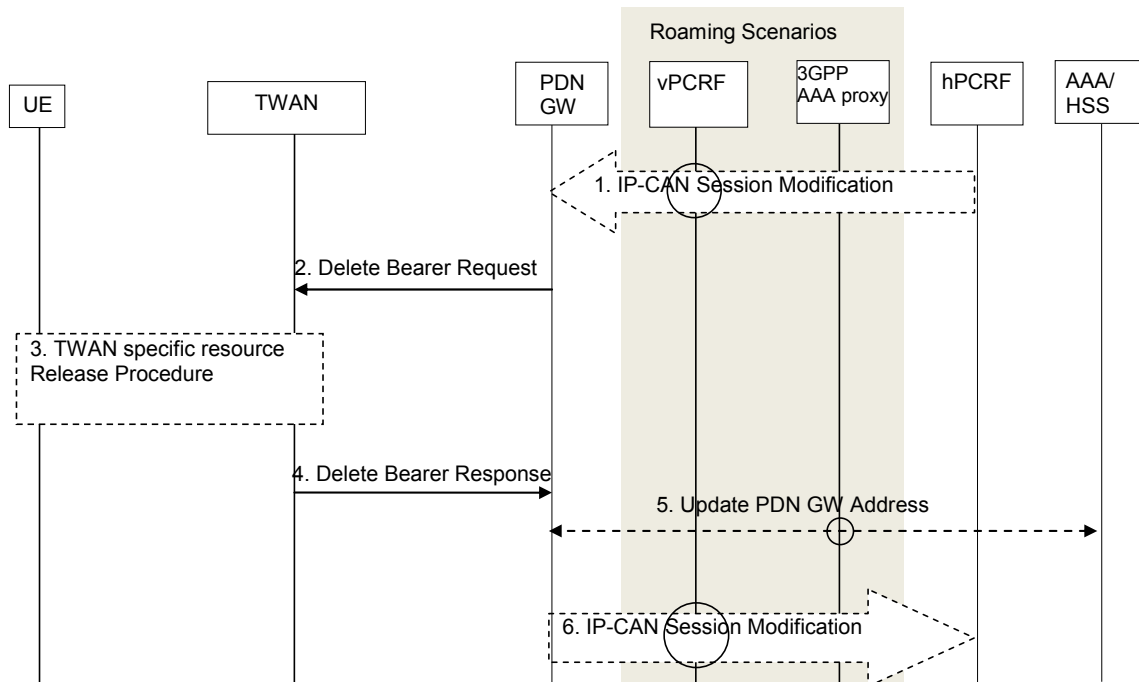 Roaming Scenarios
UE
TWAN
PDN
GW
vPCRF
3GPP
AAA proxy
hPCRF
AAA/
HSS
1. IP-CAN Session Modification
2. Delete Bearer Request
3. TWAN specific resource
Release Procedure
4. Delete Bearer Response
5. Update PDN GW Address
6. IP-CAN Session Modification